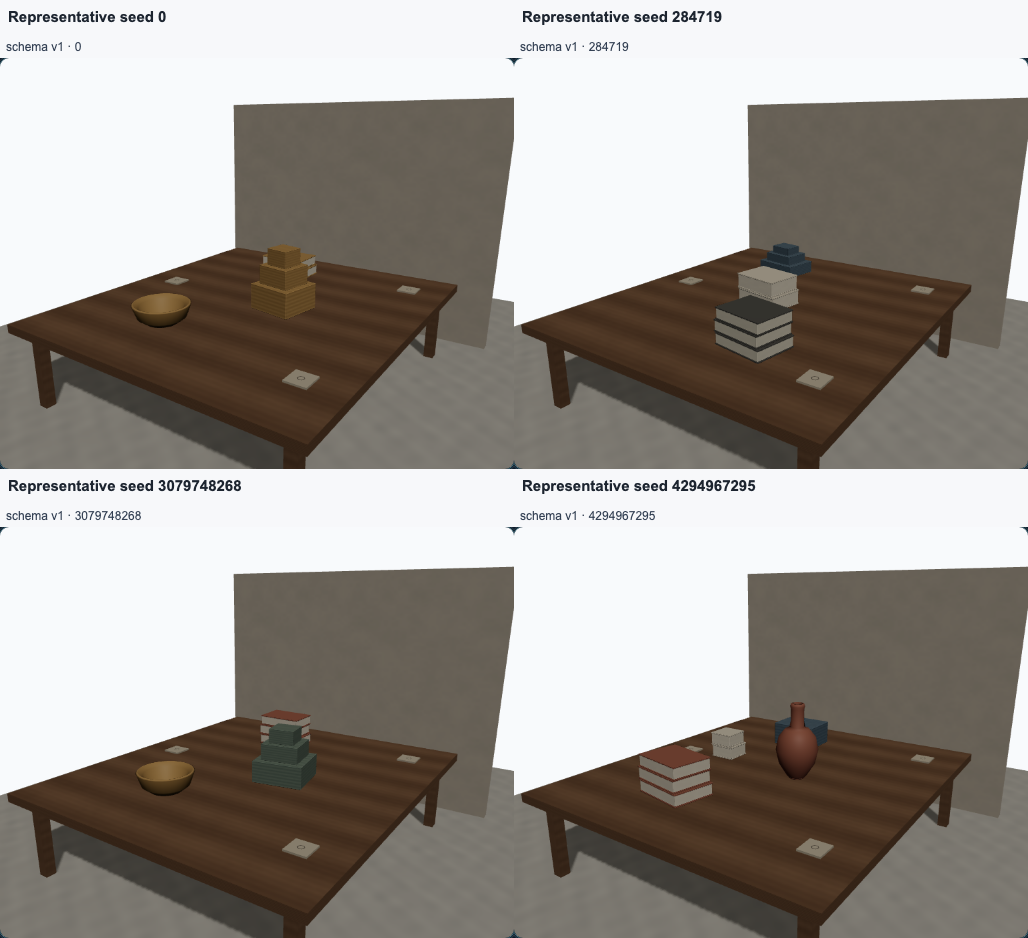 Representative seed 0
schema v1 · 0
Representative seed 284719
schema v1 · 284719
Representative seed 3079748268
schema v1 · 3079748268
Representative seed 4294967295
schema v1 · 4294967295